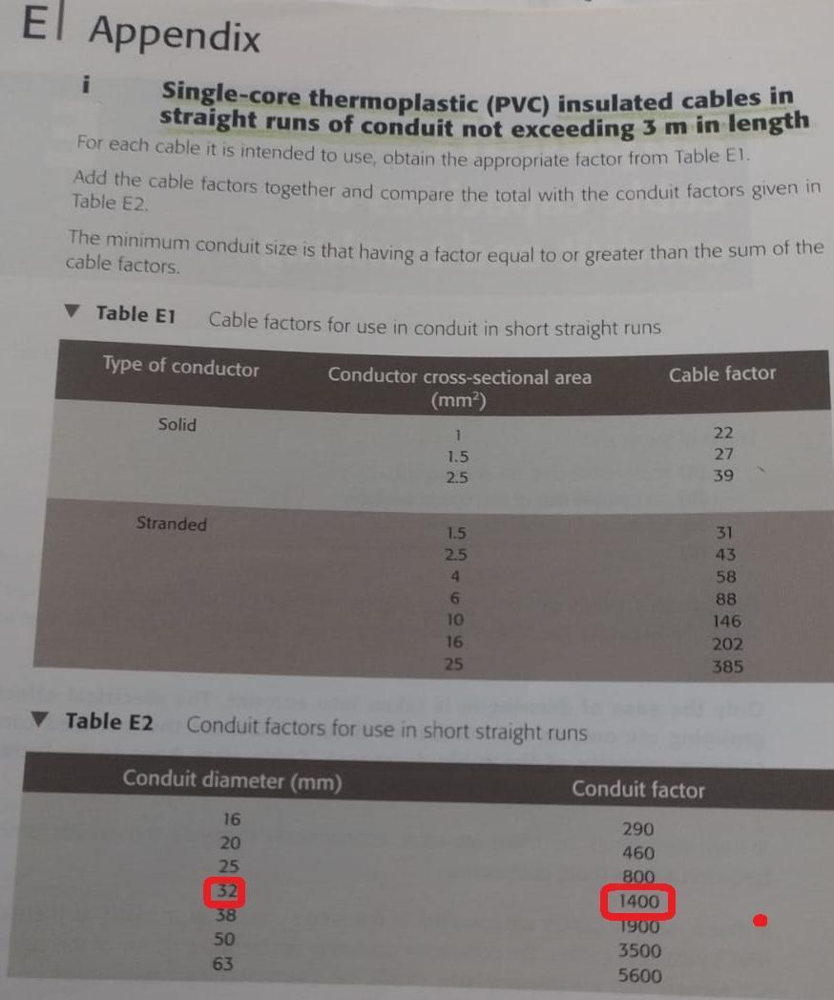 E Appendix
i Single-core thermoplastic (PVC) insulated cables in
straight runs of conduit not exceeding 3 m in length
For each cable it is intended to use, obtain the appropriate factor from Table E1.
Add the cable factors together and compare the total with the conduit factors given in
Table E2.
The minimum conduit size is that having a factor equal to or greater than the sum of the
cable factors.
▼ Table E1 Cable factors for use in conduit in short straight runs
Type of conductor Conductor cross-sectional area Cable factor
(mm²)
Solid
1 22
1.5 27
2.5 39
Stranded
1.5 31
2.5 43
4 58
6 88
10 146
16 202
25 385
▼ Table E2 Conduit factors for use in short straight runs
Conduit diameter (mm) Conduit factor
16 290
20 460
25 800
32 1400
38 1900
50 3500
63 5600